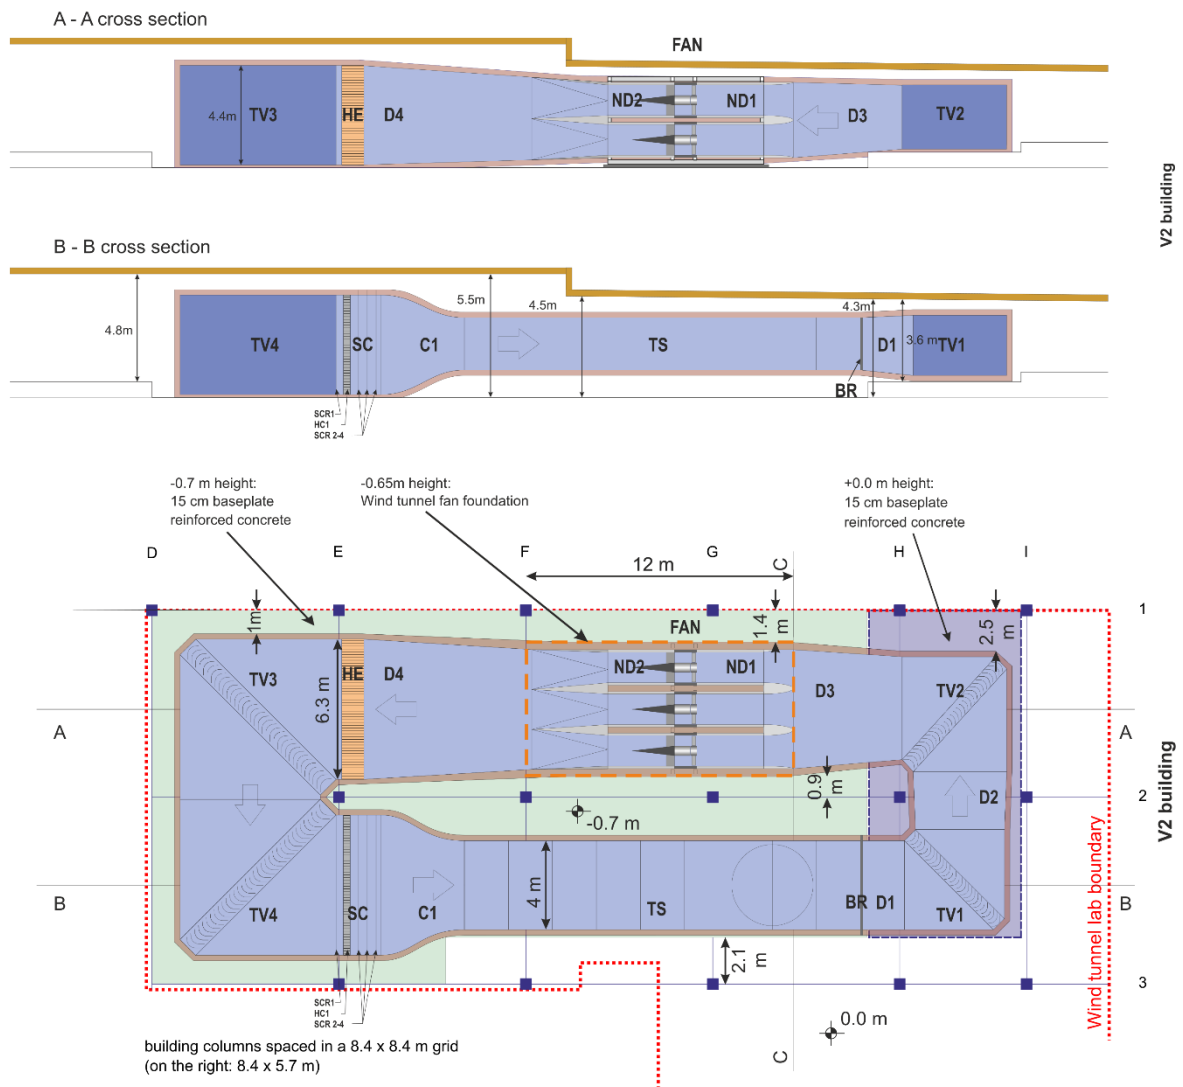 A - A cross section
FAN
4.4m
TV3
HE
D4
ND2
ND1
D3
TV2
V2 building
B - B cross section
4.8m
TV4
SC
C1
5.5m
4.5m
TS
4.3m
3.6 m
D1
TV1
BR
SCR1
HC1
SCR 2-4
-0.7 m height:
15 cm baseplate
reinforced concrete
-0.65m height:
Wind tunnel fan foundation
+0.0 m height:
15 cm baseplate
reinforced concrete
D
E
F
G
C
H
I
12 m
1
1m
1.4 m
2.5 m
FAN
TV3
HE
D4
ND2
ND1
D3
TV2
6.3 m
A
A
0.9 m
2
-0.7 m
D2
V2 building
Wind tunnel lab boundary
4 m
B
TV4
SC
C1
TS
BR
D1
TV1
B
2.1 m
3
SCR1
HC1
SCR 2-4
0.0 m
C
building columns spaced in a 8.4 x 8.4 m grid
(on the right: 8.4 x 5.7 m)